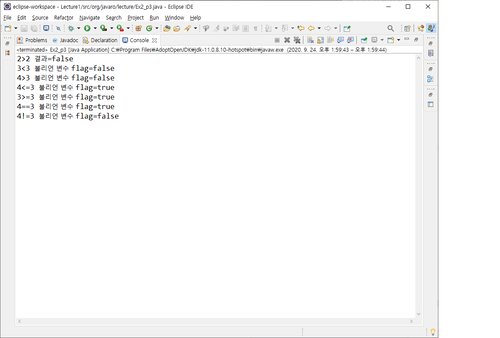 eclipse-workspace - Lecture1/src/org/javaro/lecture/Ex2_p3.java - Eclipse IDE
File Edit Source Refactor Navigate Search Project Run Window Help
Problems Javadoc Declaration Console
<terminated> Ex2_p3 [Java Application] C:\Program Files\AdoptOpenJDK\jdk-11.0.8.10-hotspot\bin\javaw.exe (2020. 9. 24. 오후 1:59:43 – 오후 1:59:44)
2>2 결과=false
3<3 불리언 변수 flag=false
4>3 불리언 변수 flag=false
4<=3 불리언 변수 flag=true
3>=3 불리언 변수 flag=true
4==3 불리언 변수 flag=true
4!=3 불리언 변수 flag=false